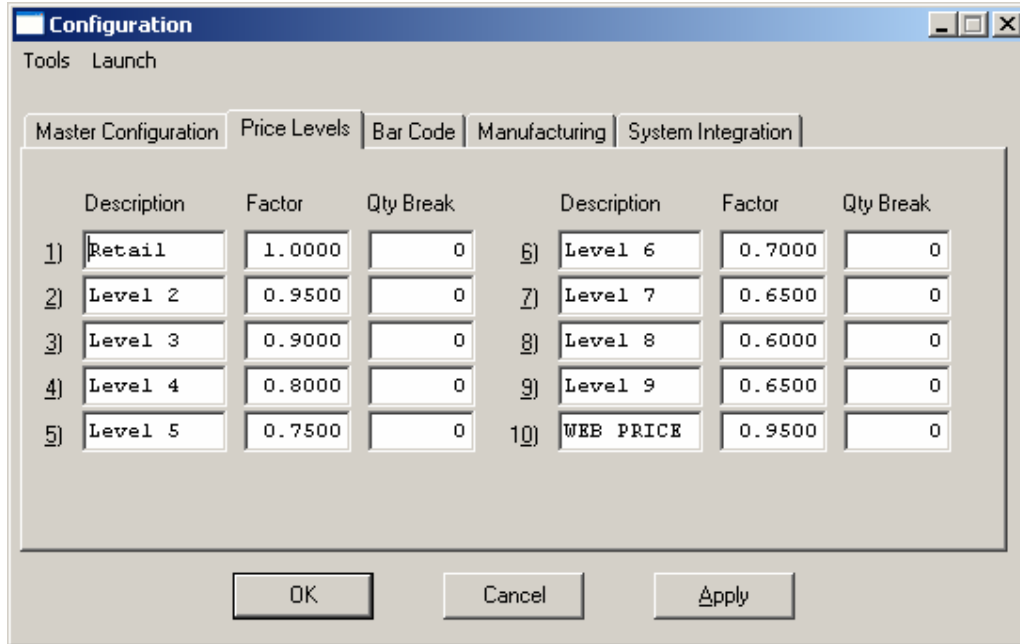 Configuration
Tools Launch
Master Configuration Price Levels Bar Code Manufacturing System Integration
Description Factor Qty Break Description Factor Qty Break
1) Retail 1.0000 0 6) Level 6 0.7000 0
2) Level 2 0.9500 0 7) Level 7 0.6500 0
3) Level 3 0.9000 0 8) Level 8 0.6000 0
4) Level 4 0.8000 0 9) Level 9 0.6500 0
5) Level 5 0.7500 0 10) WEB PRICE 0.9500 0
OK Cancel Apply